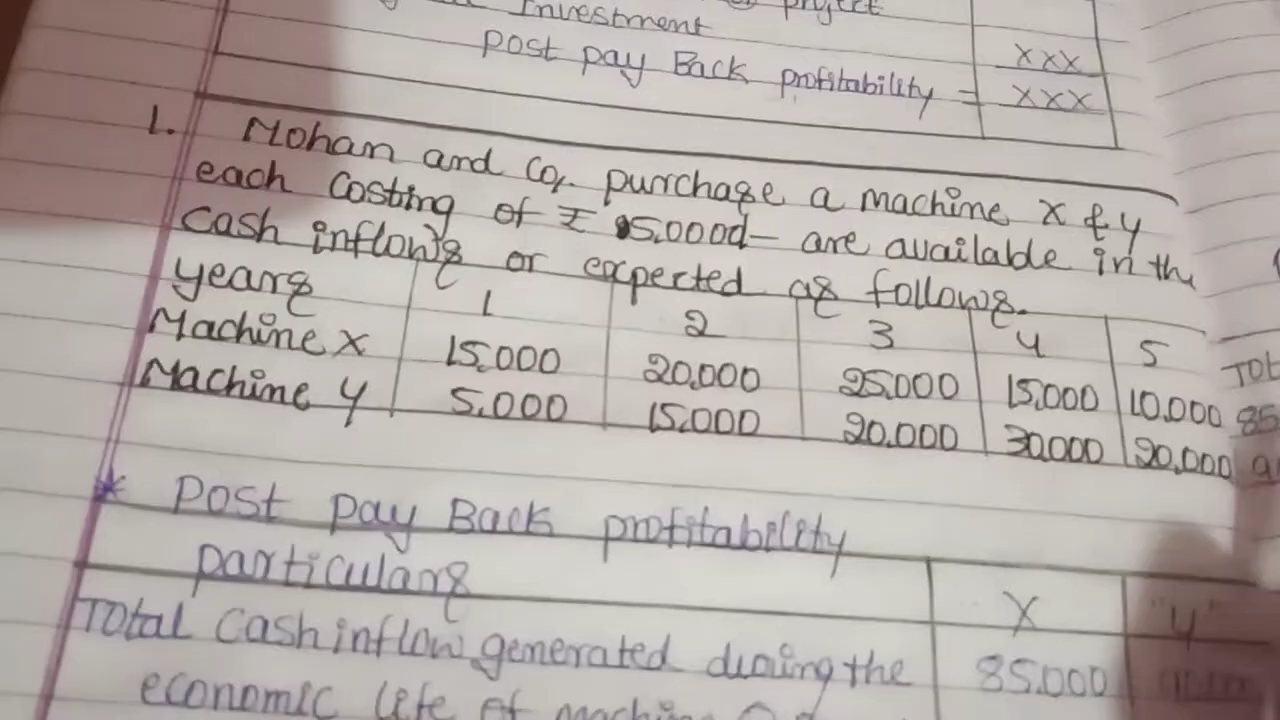 Investment
Post pay Back profitability = xxx xxx
1. Mohan and Co,. purchase a machine X & Y
each Costing of ₹ 5.000d- are available in the
Cash inflows or expected as follows.
years 1 2 3 4 5
Machine X 15.000 20,000 25.000 15,000 10.000 85
Machine Y 5.000 15.000 20.000 30,000 20,000
* Post pay Back profitability
particulars X Y
Total Cash inflow generated during the 85.000
economic life of